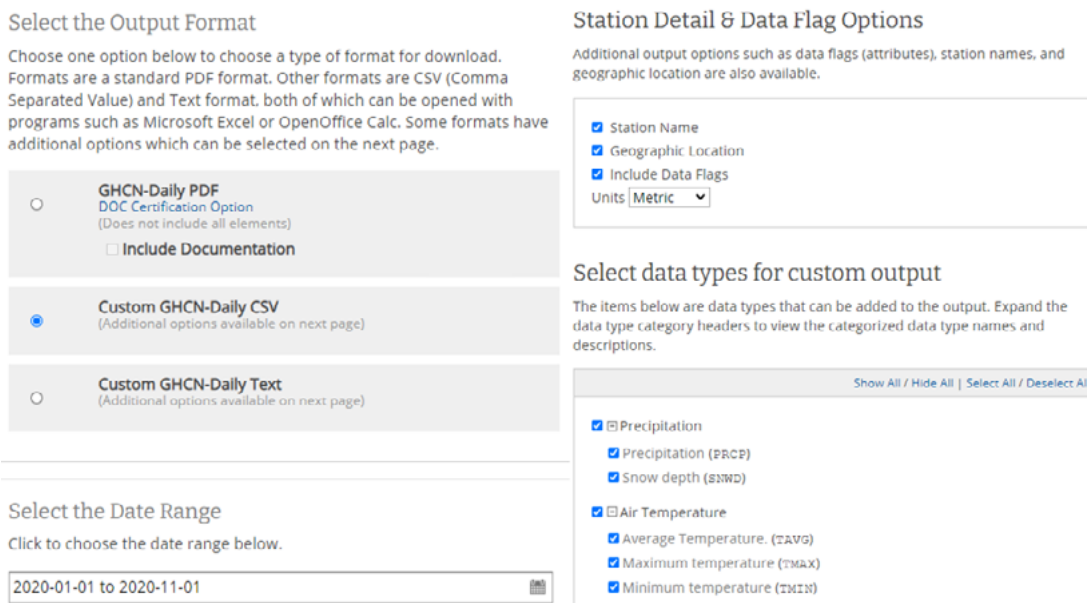 Select the Output Format
Choose one option below to choose a type of format for download.
Formats are a standard PDF format. Other formats are CSV (Comma
Separated Value) and Text format, both of which can be opened with
programs such as Microsoft Excel or OpenOffice Calc. Some formats have
additional options which can be selected on the next page.
GHCN-Daily PDF
DOC Certification Option
(Does not include all elements)
Include Documentation
Custom GHCN-Daily CSV
(Additional options available on next page)
Custom GHCN-Daily Text
(Additional options available on next page)
Select the Date Range
Click to choose the date range below.
2020-01-01 to 2020-11-01
Station Detail & Data Flag Options
Additional output options such as data flags (attributes), station names, and
geographic location are also available.
Station Name
Geographic Location
Include Data Flags
Units Metric
Select data types for custom output
The items below are data types that can be added to the output. Expand the
data type category headers to view the categorized data type names and
descriptions.
Show All / Hide All | Select All / Deselect Al
Precipitation
Precipitation (PRCP)
Snow depth (SNWD)
Air Temperature
Average Temperature. (TAVG)
Maximum temperature (TMAX)
Minimum temperature (TMIN)